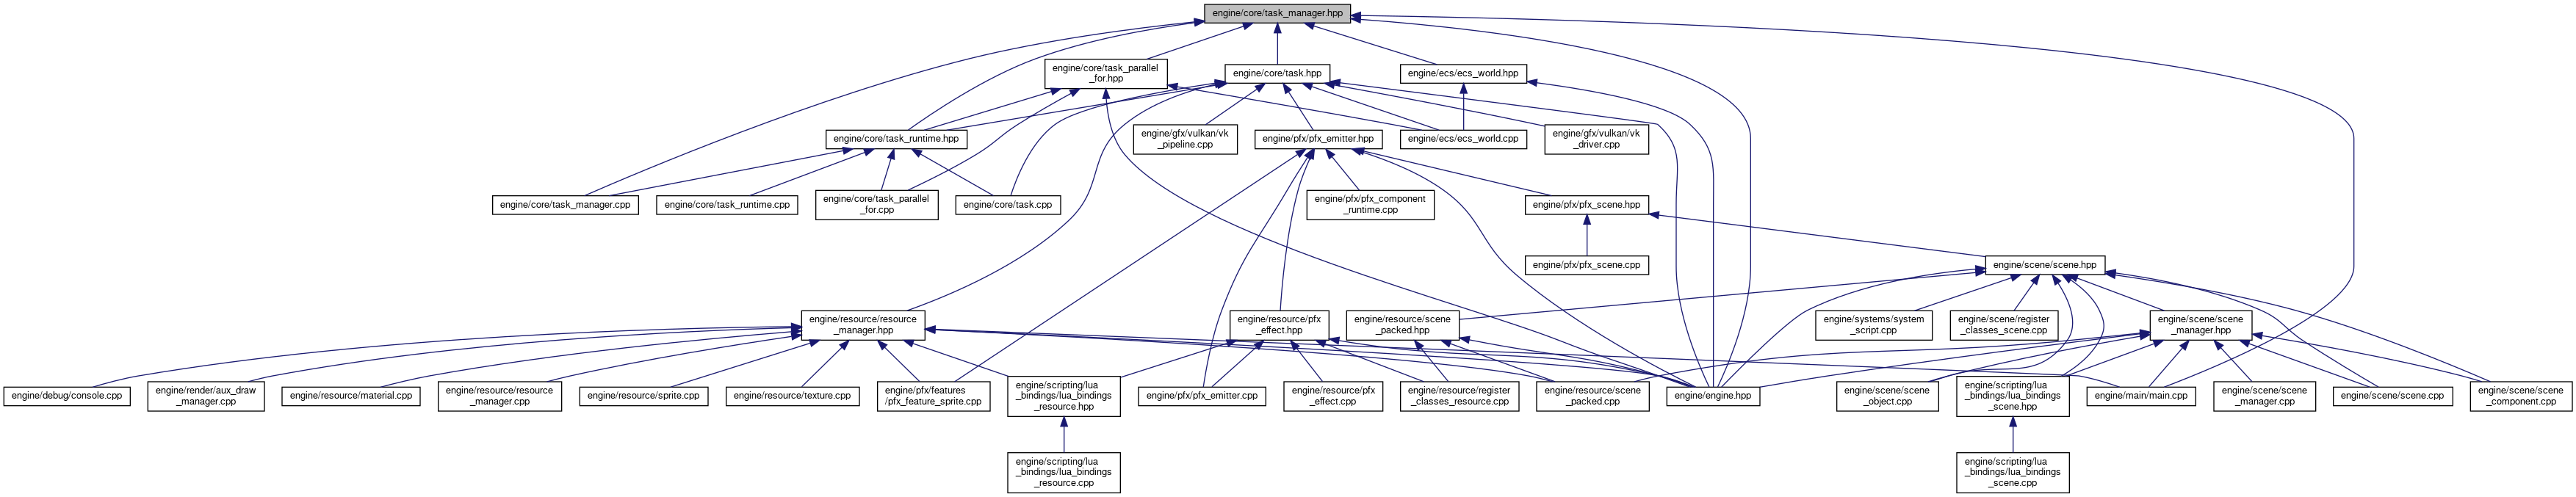 engine/core/task_manager.hpp
engine/core/task_parallel
_for.hpp
engine/core/task.hpp
engine/ecs/ecs_world.hpp
engine/core/task_runtime.hpp
engine/gfx/vulkan/vk
_pipeline.cpp
engine/pfx/pfx_emitter.hpp
engine/ecs/ecs_world.cpp
engine/gfx/vulkan/vk
_driver.cpp
engine/core/task_manager.cpp
engine/core/task_runtime.cpp
engine/core/task_parallel
_for.cpp
engine/core/task.cpp
engine/pfx/pfx_component
_runtime.cpp
engine/pfx/pfx_scene.hpp
engine/pfx/pfx_scene.cpp
engine/scene/scene.hpp
engine/resource/resource
_manager.hpp
engine/resource/pfx
_effect.hpp
engine/resource/scene
_packed.hpp
engine/systems/system
_script.cpp
engine/scene/register
_classes_scene.cpp
engine/scene/scene
_manager.hpp
engine/debug/console.cpp
engine/render/aux_draw
_manager.cpp
engine/resource/material.cpp
engine/resource/resource
_manager.cpp
engine/resource/sprite.cpp
engine/resource/texture.cpp
engine/pfx/features
/pfx_feature_sprite.cpp
engine/scripting/lua
_bindings/lua_bindings
_resource.hpp
engine/pfx/pfx_emitter.cpp
engine/resource/pfx
_effect.cpp
engine/resource/register
_classes_resource.cpp
engine/resource/scene
_packed.cpp
engine/engine.hpp
engine/scene/scene
_object.cpp
engine/scripting/lua
_bindings/lua_bindings
_scene.hpp
engine/main/main.cpp
engine/scene/scene
_manager.cpp
engine/scene/scene.cpp
engine/scene/scene
_component.cpp
engine/scripting/lua
_bindings/lua_bindings
_resource.cpp
engine/scripting/lua
_bindings/lua_bindings
_scene.cpp